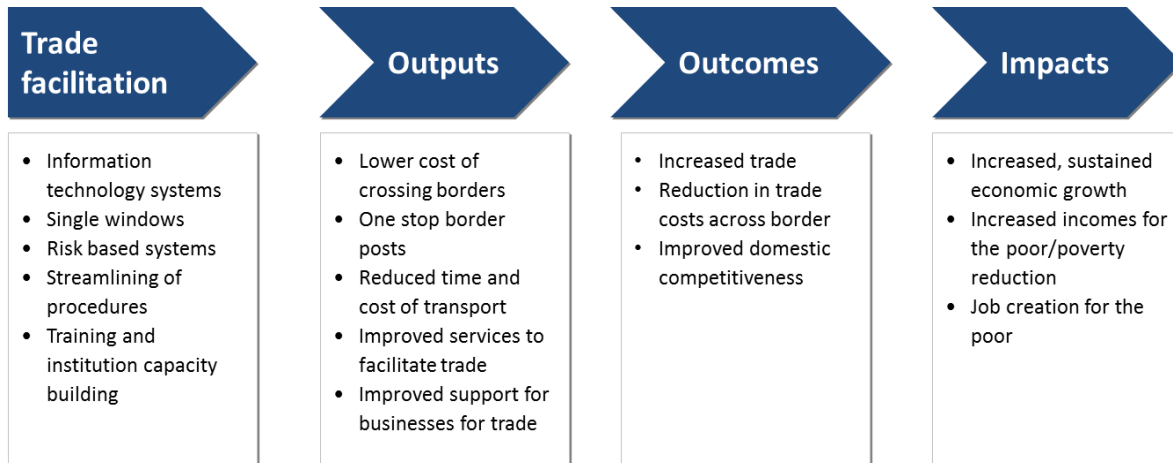 Trade
facilitation
• Information
technology systems
• Single windows
• Risk based systems
• Streamlining of
procedures
• Training and
institution capacity
building
Outputs
• Lower cost of
crossing borders
• One stop border
posts
• Reduced time and
cost of transport
• Improved services to
facilitate trade
• Improved support for
businesses for trade
Outcomes
• Increased trade
• Reduction in trade
costs across border
• Improved domestic
competitiveness
Impacts
• Increased, sustained
economic growth
• Increased incomes for
the poor/poverty
reduction
• Job creation for the
poor